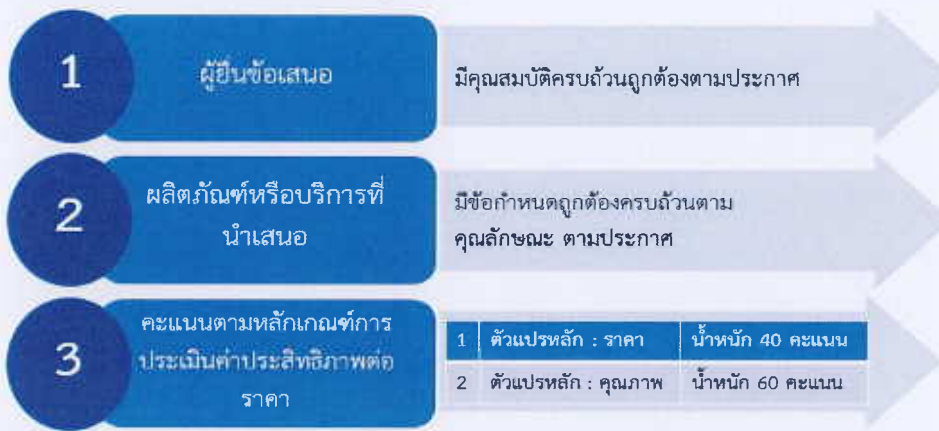 1
ผู้ยื่นข้อเสนอ
มีคุณสมบัติครบถ้วนถูกต้องตามประกาศ
2
ผลิตภัณฑ์หรือบริการที่
นำเสนอ
มีข้อกำหนดถูกต้องครบถ้วนตาม
คุณลักษณะ ตามประกาศ
3
คะแนนตามหลักเกณฑ์การ
ประเมินค่าประสิทธิภาพต่อ
ราคา
1 ตัวแปรหลัก : ราคา น้ำหนัก 40 คะแนน
2 ตัวแปรหลัก : คุณภาพ น้ำหนัก 60 คะแนน